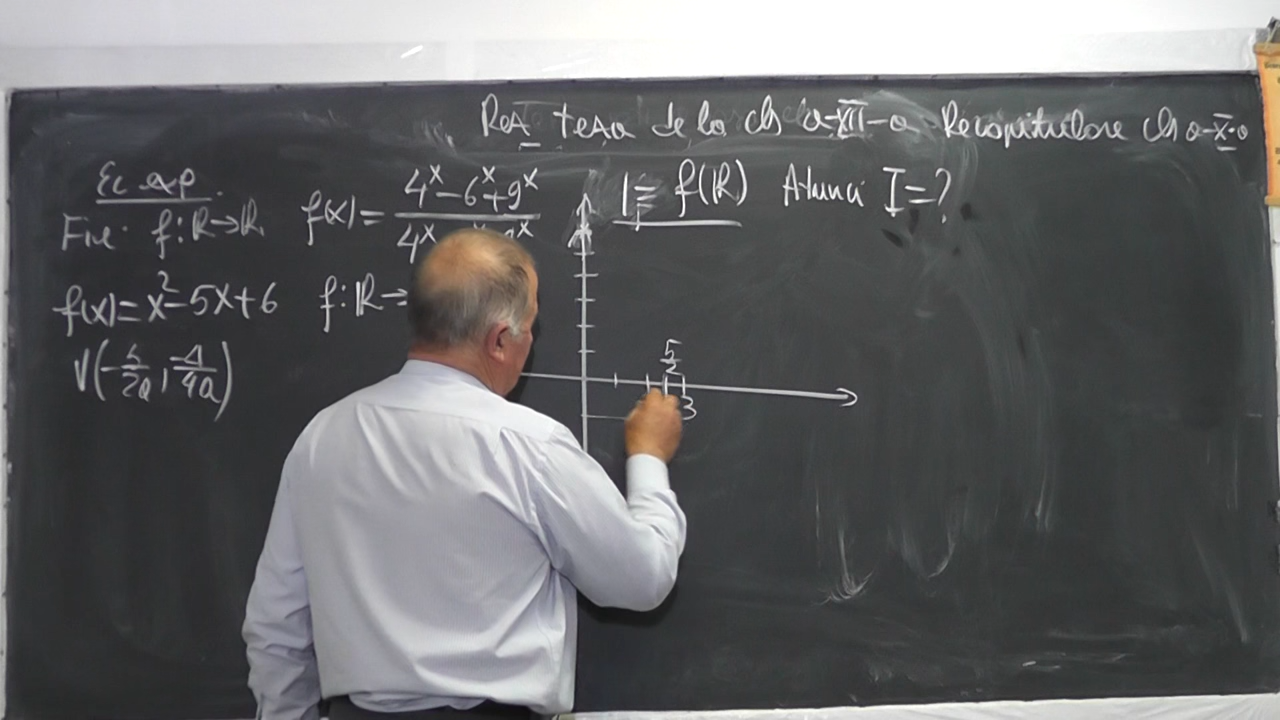 Rez teza de la cls a-XII-a Recapitulare cls a-X-a
Ec exp.
Fie: f:ℝ→ℝ, f(x)= (4^x-6^x+9^x)/(4^x
I= f(ℝ) Atunci I=?
f(x)=x²-5x+6 f:ℝ→
V(-b/2a, -Δ/4a)
5/2
3